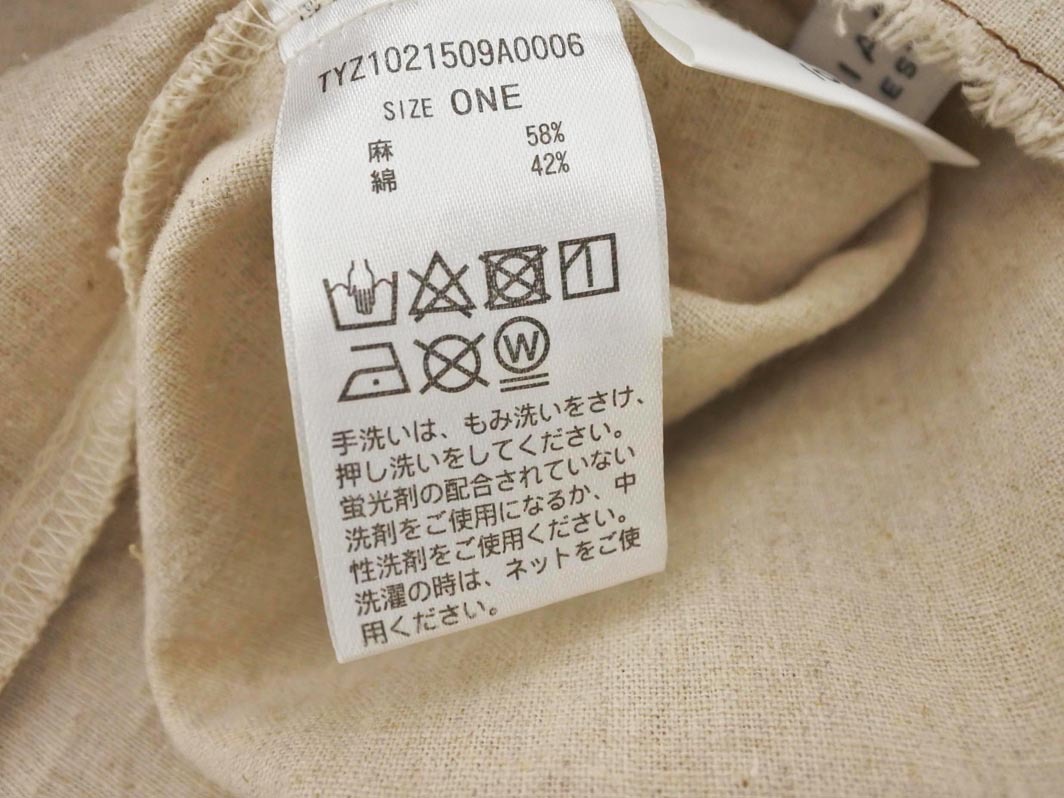 TYZ1021509A0006
SIZE ONE
麻 58%
綿 42%
W
手洗いは、もみ洗いをさけ、
押し洗いをしてください。
蛍光剤の配合されていない
洗剤をご使用になるか、中
性洗剤をご使用ください。
洗濯の時は、ネットをご使
用ください。